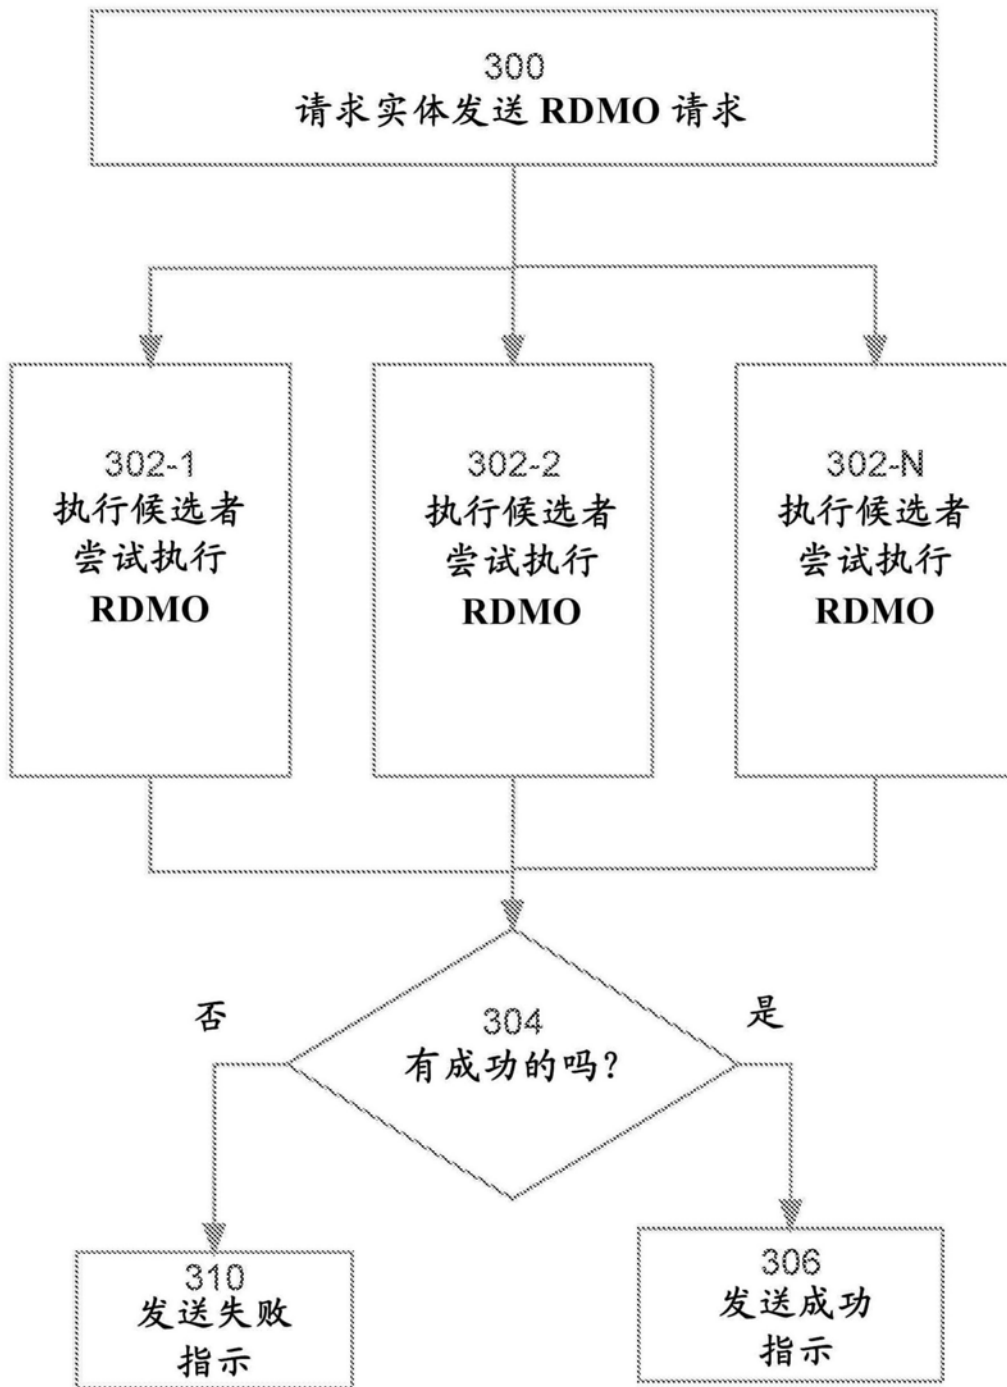 300
请求实体发送 RDMO 请求
302-1
执行候选者
尝试执行
RDMO
302-2
执行候选者
尝试执行
RDMO
302-N
执行候选者
尝试执行
RDMO
否
304
有成功的吗？
是
310
发送失败
指示
306
发送成功
指示